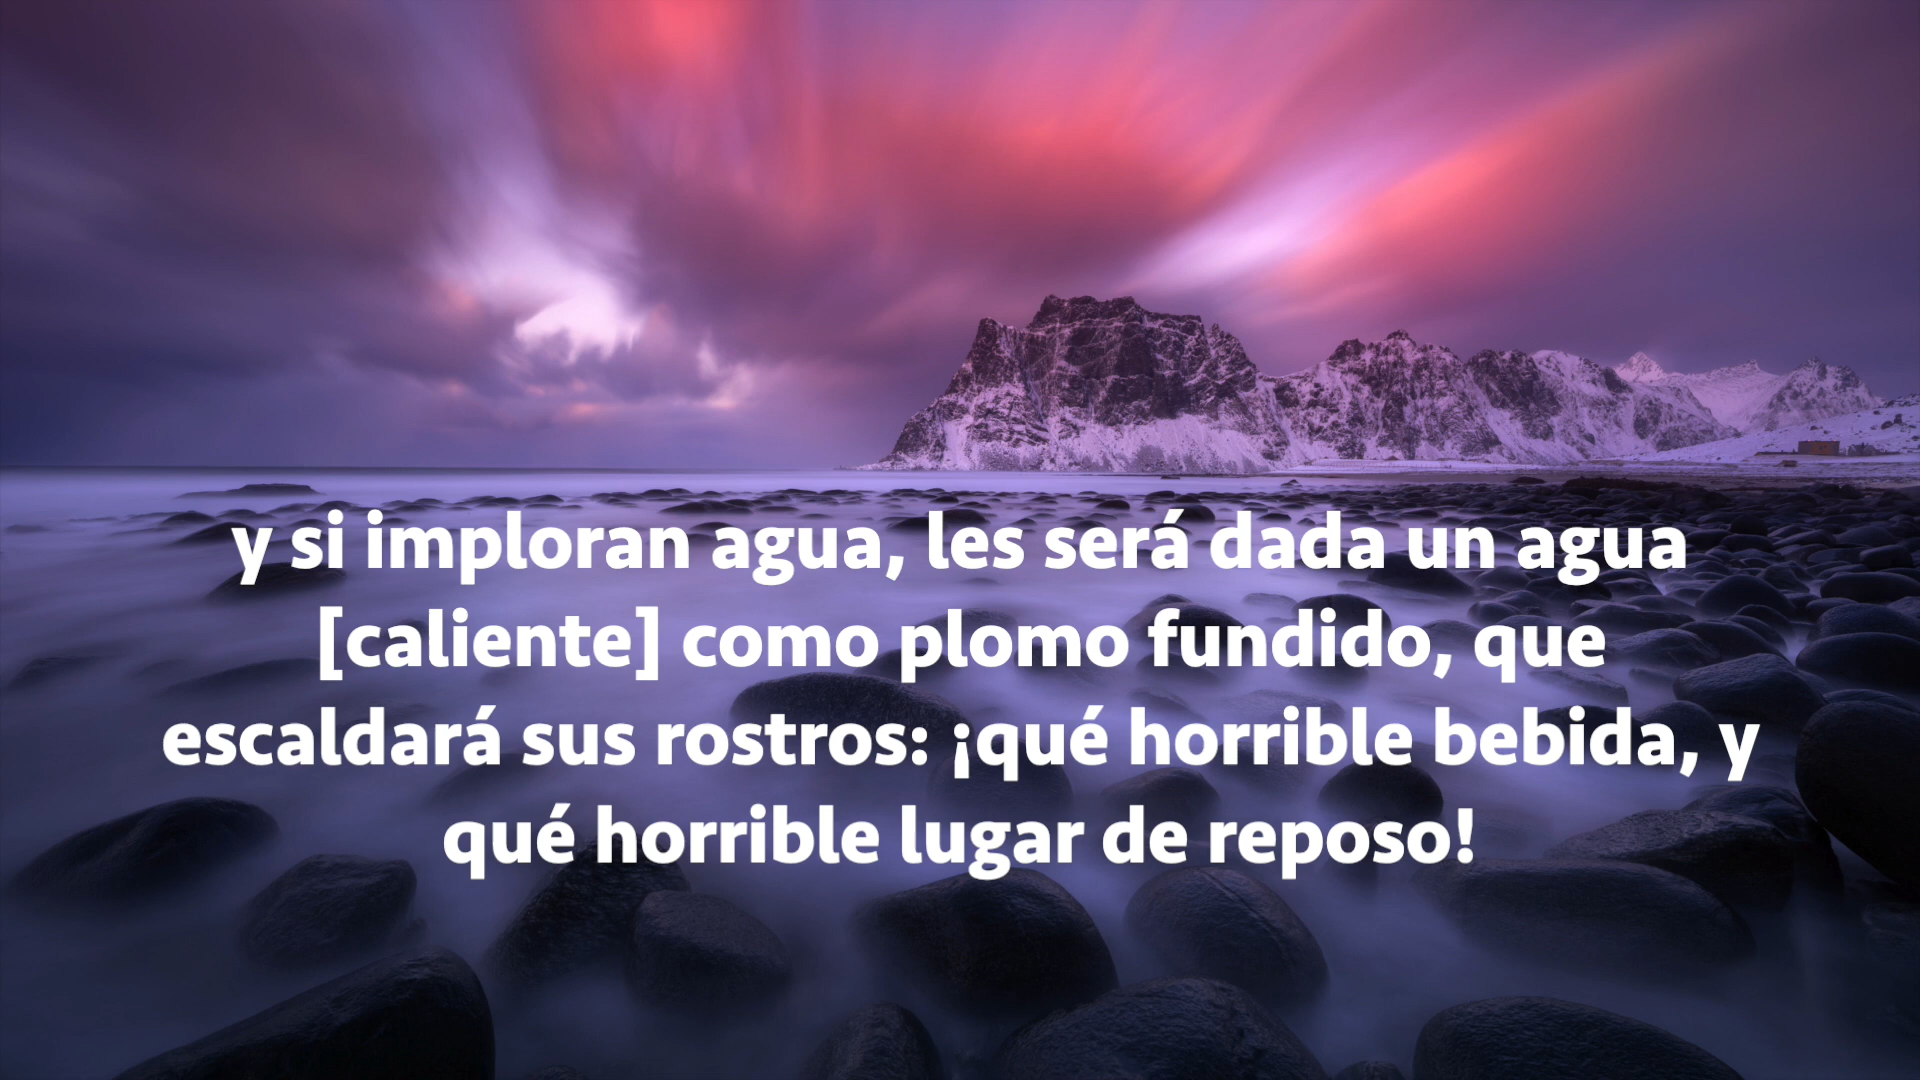 y si imploran agua, les será dada un agua
[caliente] como plomo fundido, que
escaldará sus rostros: ¡qué horrible bebida, y
qué horrible lugar de reposo!